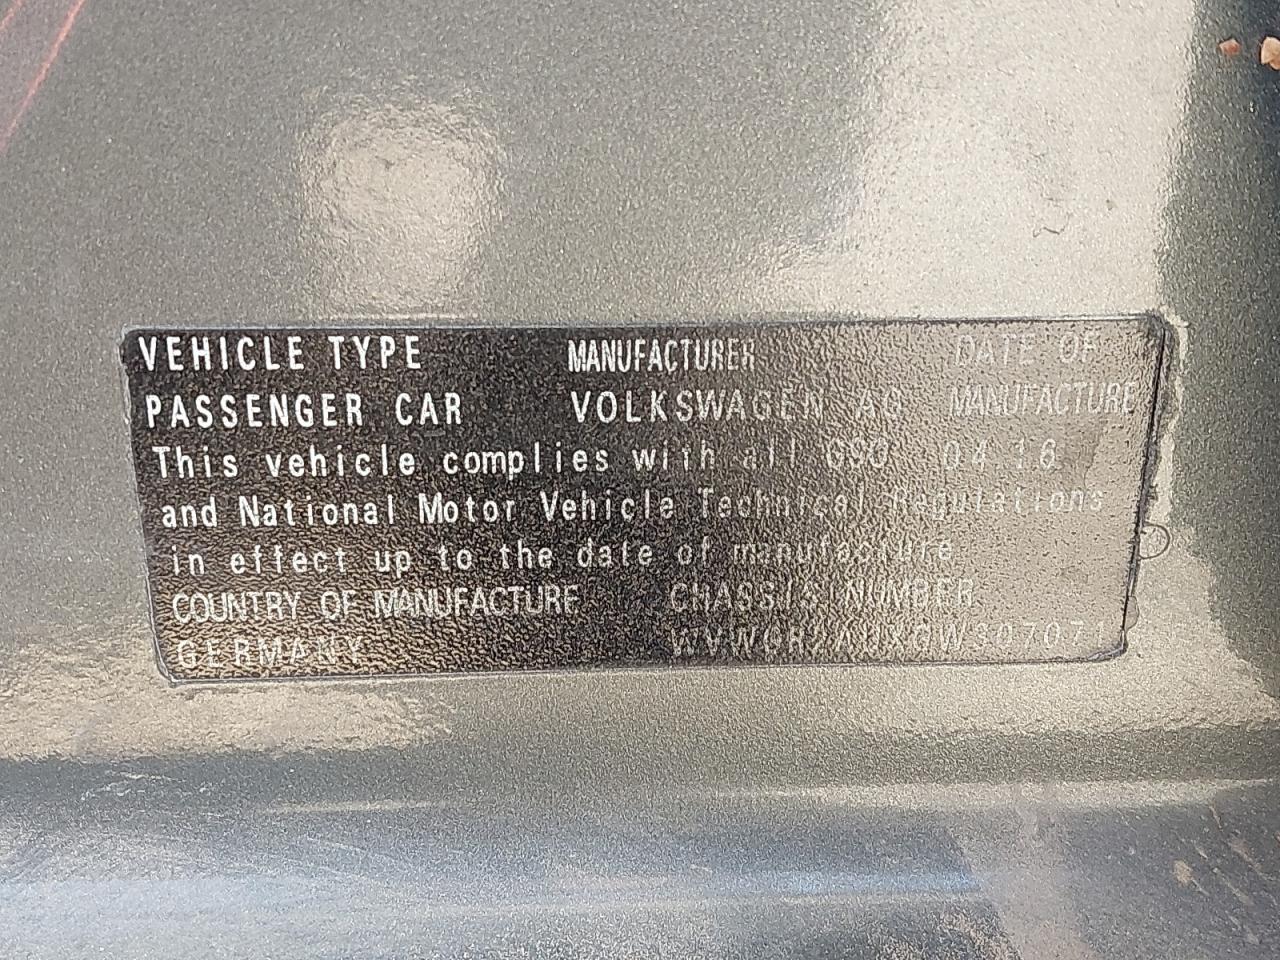 VEHICLE TYPE MANUFACTURER DATE OF
PASSENGER CAR VOLKSWAGEN AG MANUFACTURE
This vehicle complies with all GSO 04 16
and National Motor Vehicle Technical Regulations
in effect up to the date of manufacture
COUNTRY OF MANUFACTURE CHASSIS NUMBER
GERMANY